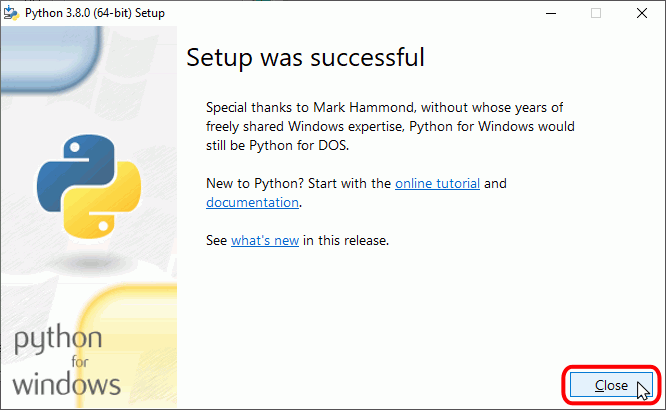 Python 3.8.0 (64-bit) Setup
Setup was successful
Special thanks to Mark Hammond, without whose years of
freely shared Windows expertise, Python for Windows would
still be Python for DOS.
New to Python? Start with the online tutorial and
documentation.
See what's new in this release.
python
for
windows
Close